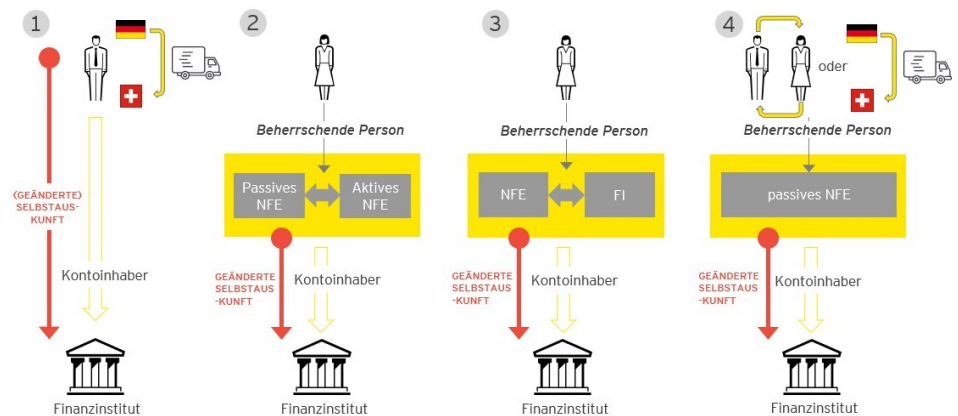 1
(GEÄNDERTE)
SELBSTAUS-
KUNFT
Kontoinhaber
Finanzinstitut
2
Beherrschende Person
Passives
NFE
Aktives
NFE
GEÄNDERTE
SELBSTAUS
-KUNFT
Kontoinhaber
Finanzinstitut
3
Beherrschende Person
NFE
FI
GEÄNDERTE
SELBSTAUS
-KUNFT
Kontoinhaber
Finanzinstitut
4
oder
Beherrschende Person
passives NFE
GEÄNDERTE
SELBSTAUS
-KUNFT
Kontoinhaber
Finanzinstitut